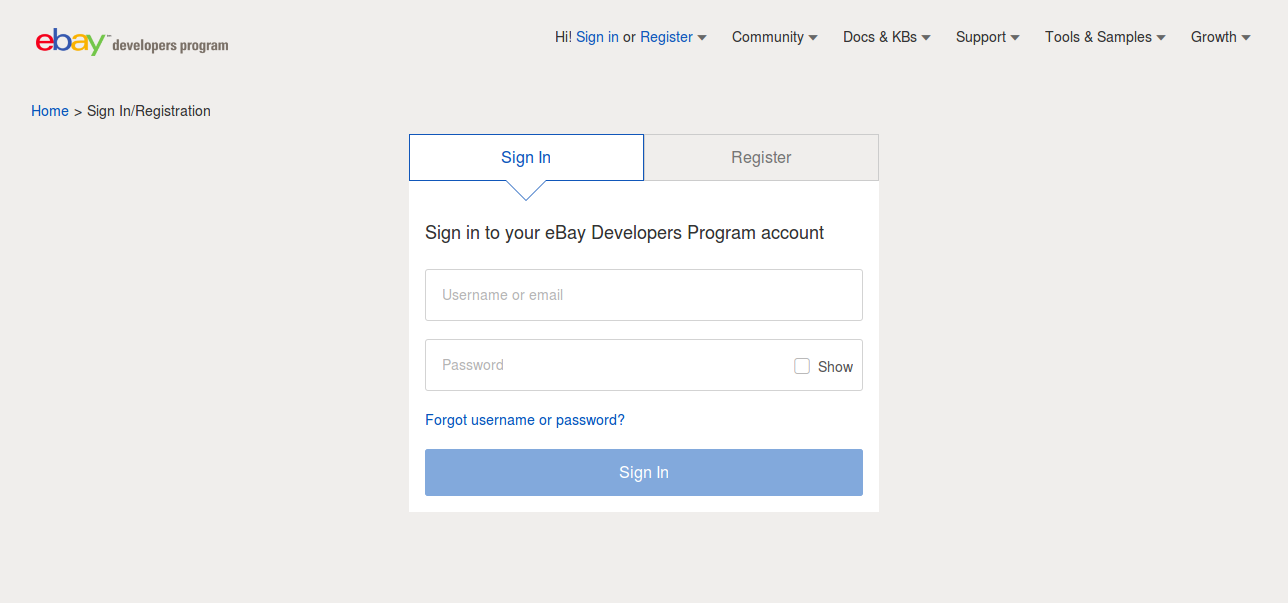 ebay™ developers program
Hi! Sign in or Register Community Docs & KBs Support Tools & Samples Growth
Home > Sign In/Registration
Sign In Register
Sign in to your eBay Developers Program account
Username or email
Password Show
Forgot username or password?
Sign In